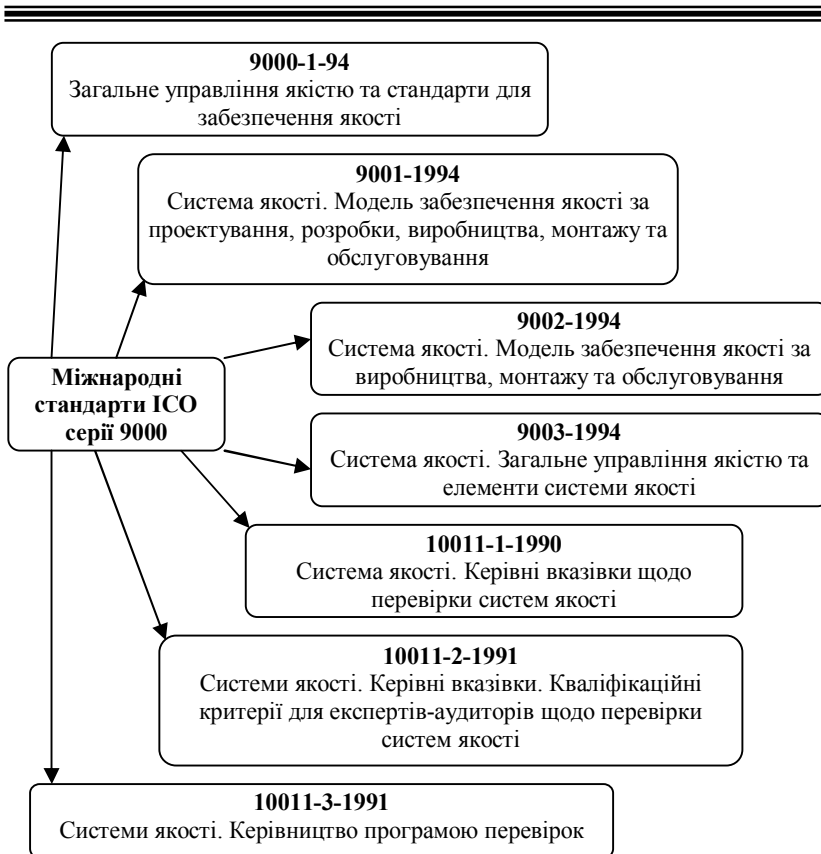 9000-1-94
Загальне управління якістю та стандарти для
забезпечення якості
9001-1994
Система якості. Модель забезпечення якості за
проектування, розробки, виробництва, монтажу та
обслуговування
9002-1994
Система якості. Модель забезпечення якості за
виробництва, монтажу та обслуговування
Міжнародні
стандарти ІСО
серії 9000
9003-1994
Система якості. Загальне управління якістю та
елементи системи якості
10011-1-1990
Система якості. Керівні вказівки щодо
перевірки систем якості
10011-2-1991
Системи якості. Керівні вказівки. Кваліфікаційні
критерії для експертів-аудиторів щодо перевірки
систем якості
10011-3-1991
Системи якості. Керівництво програмою перевірок